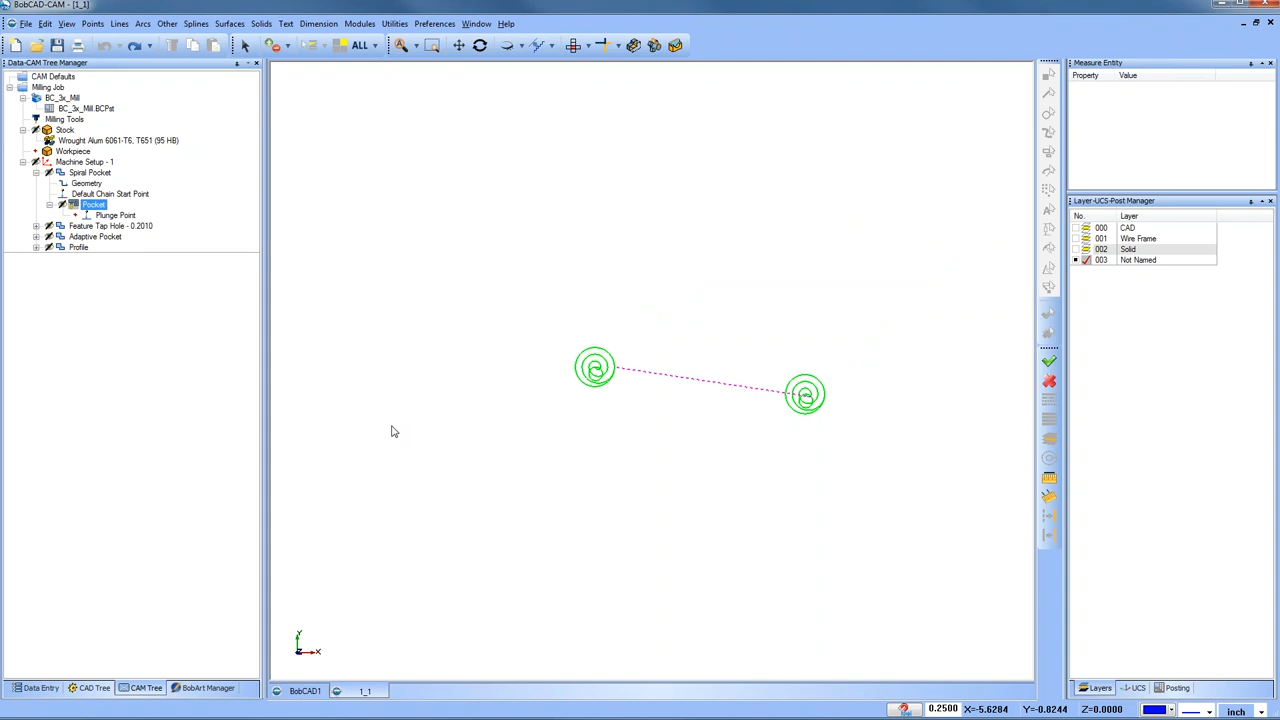 BobCAD-CAM - [1_1]
File Edit View Points Lines Arcs Other Splines Surfaces Solids Text Dimension Modules Utilities Preferences Window Help
ALL
Data-CAM Tree Manager
CAM Defaults
Milling Job
BC_3x_Mill
BC_3x_Mill.BCPst
Milling Tools
Stock
Wrought Alum 6061-T6, T651 (95 HB)
Workpiece
Machine Setup - 1
Spiral Pocket
Geometry
Default Chain Start Point
Pocket
Plunge Point
Feature Tap Hole - 0.2010
Adaptive Pocket
Profile
Y
Z X
Measure Entity
Property Value
Layer-UCS-Post Manager
No. Layer
000 CAD
001 Wire Frame
002 Solid
003 Not Named
Data Entry CAD Tree CAM Tree BobArt Manager
BobCAD1 1_1
Layers UCS Posting
0.2500 X=-5.6284 Y=-0.8244 Z=0.0000 inch